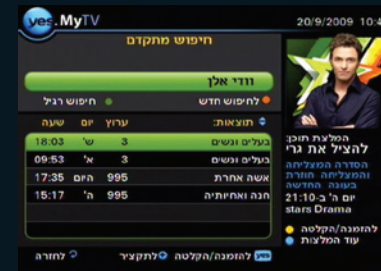 yes. MyTV
20/9/2009 10:4
חיפוש מתקדם
וודי אלן
לחיפוש חדש
חיפוש רגיל
תוצאות: ערוץ יום שעה
בעלים ונשים 3 ש' 18:03
בעלים ונשים 3 א' 09:53
אשה אחרת 995 היום 17:35
חנה ואחיותיה 995 ה' 15:17
yes להזמנה/הקלטה לתקציר לחזרה
המלצת תוכן:
להציל את גרי
הסדרה המצליחה
והמצליחה חוזרת
בעונה החדשה
יום ה' ב-21:10
stars Drama
להזמנה/הקלטה
עוד המלצות